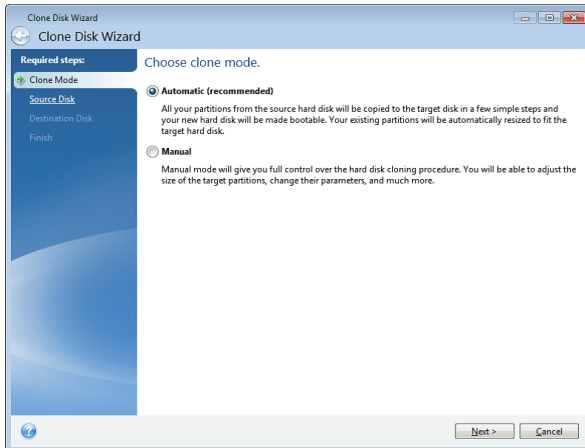 Clone Disk Wizard
Clone Disk Wizard
Required steps:
Clone Mode
Source Disk
Destination Disk
Finish
Choose clone mode.
Automatic (recommended)
All your partitions from the source hard disk will be copied to the target disk in a few simple steps and
your new hard disk will be made bootable. Your existing partitions will be automatically resized to fit the
target hard disk.
Manual
Manual mode will give you full control over the hard disk cloning procedure. You will be able to adjust the
size of the target partitions, change their parameters, and much more.
?
Next >
Cancel